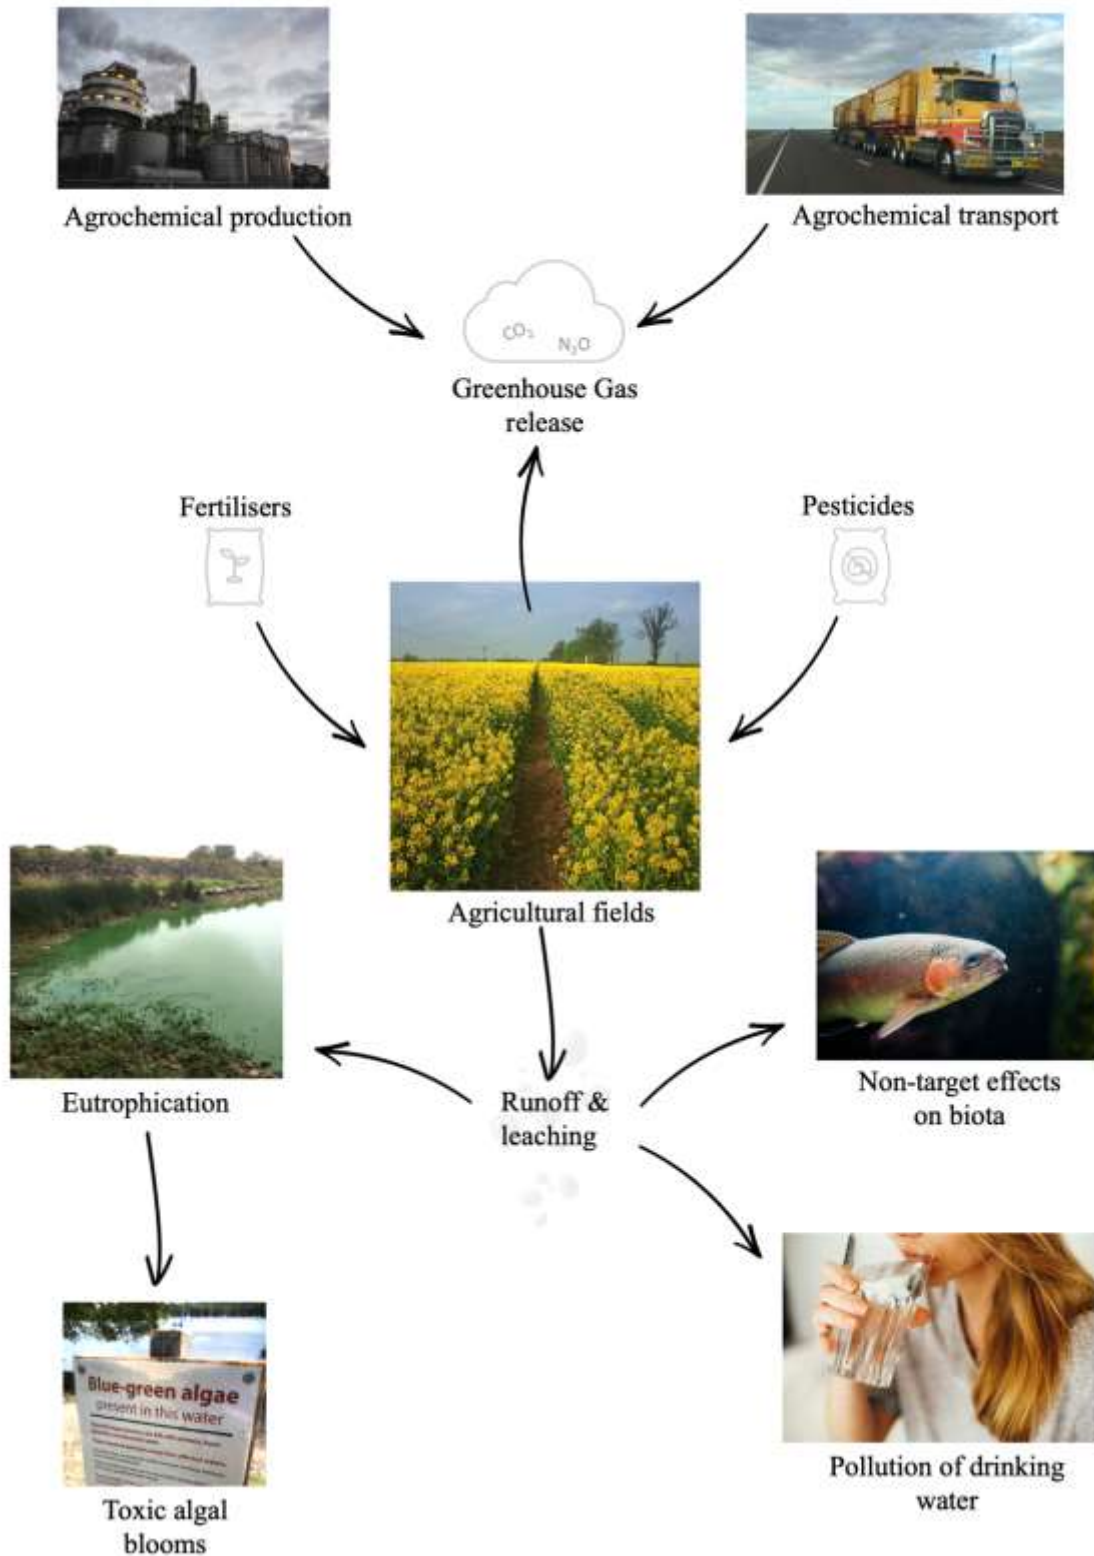 Agrochemical production
Agrochemical transport
CO₂
N₂O
Greenhouse Gas
release
Fertilisers
Pesticides
Agricultural fields
Eutrophication
Runoff &
leaching
Non-target effects
on biota
Blue-green algae
present in this water
Toxic algal
blooms
Pollution of drinking
water